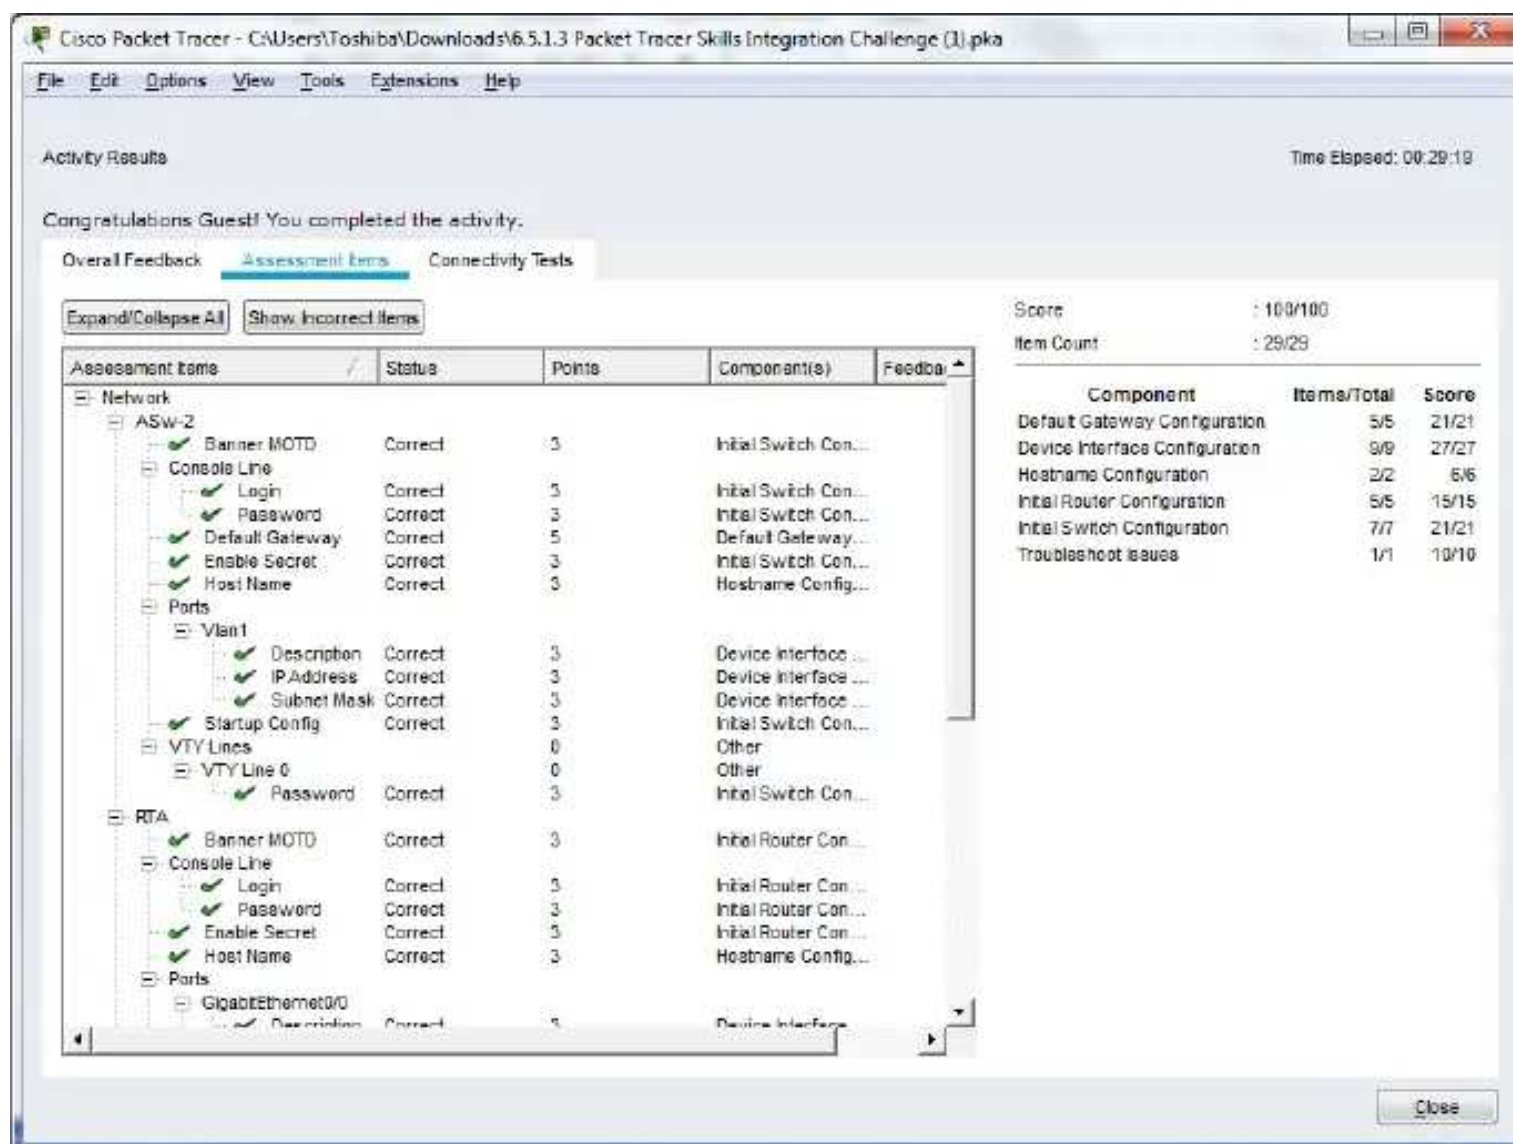 Cisco Packet Tracer - C:\Users\Toshiba\Downloads\6.5.1.3 Packet Tracer Skills Integration Challenge (1).pka
File Edit Options View Tools Extensions Help
Activity Results
Time Elapsed: 00:29:19
Congratulations Guest! You completed the activity.
Overall Feedback Assessment Items Connectivity Tests
Expand/Collapse All Show Incorrect Items
Assessment Items Status Points Component(s) Feedba
Network
ASw-2
Banner MOTD Correct 3 Initial Switch Con...
Console Line
Login Correct 3 Initial Switch Con...
Password Correct 3 Initial Switch Con...
Default Gateway Correct 5 Default Gateway...
Enable Secret Correct 3 Initial Switch Con...
Host Name Correct 3 Hostname Config...
Ports
Vlan1
Description Correct 3 Device Interface ...
IP Address Correct 3 Device Interface ...
Subnet Mask Correct 3 Device Interface ...
Startup Config Correct 3 Initial Switch Con...
VTY Lines 0 Other
VTY Line 0 0 Other
Password Correct 3 Initial Switch Con...
RTA
Banner MOTD Correct 3 Initial Router Con...
Console Line
Login Correct 3 Initial Router Con...
Password Correct 3 Initial Router Con...
Enable Secret Correct 3 Initial Router Con...
Host Name Correct 3 Hostname Config...
Ports
GigabitEthernet0/0
Description Correct 3 Device Interface
Score : 100/100
Item Count : 29/29
Component Items/Total Score
Default Gateway Configuration 5/5 21/21
Device Interface Configuration 9/9 27/27
Hostname Configuration 2/2 6/6
Initial Router Configuration 5/5 15/15
Initial Switch Configuration 7/7 21/21
Troubleshoot Issues 1/1 10/10
Close